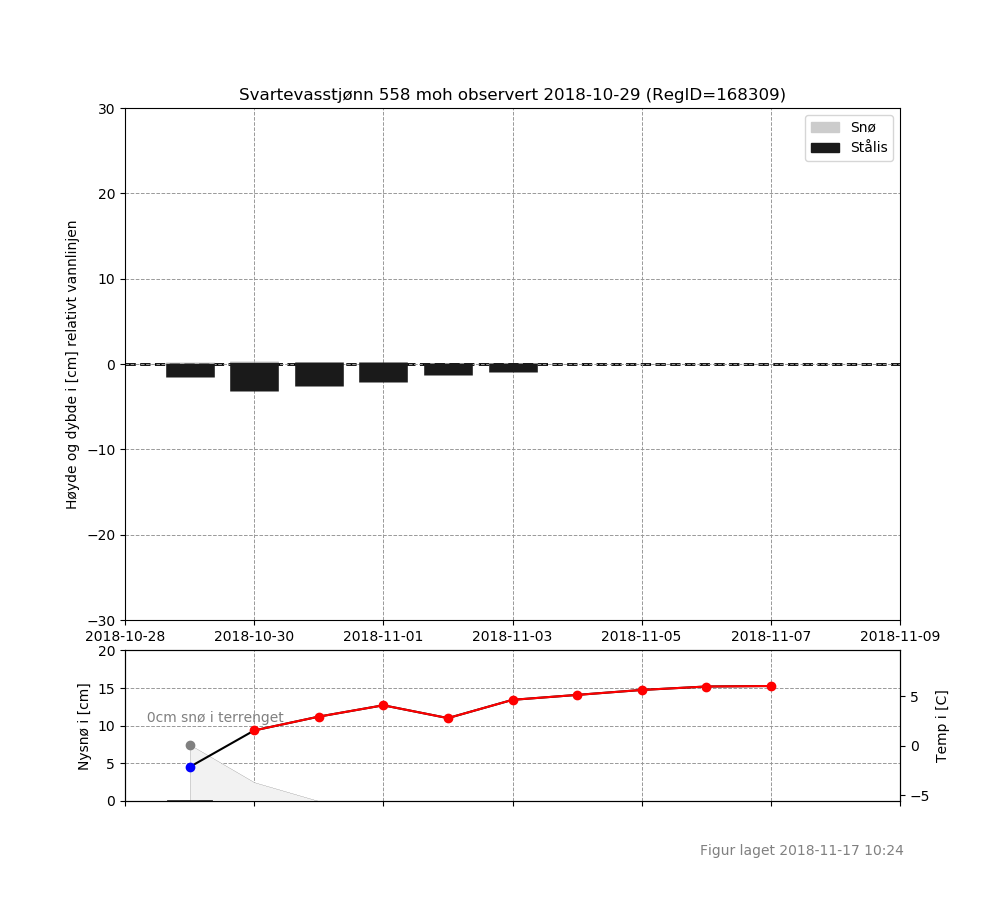 Svartevasstjønn 558 moh observert 2018-10-29 (RegID=168309)
Snø
Stålis
Høyde og dybde i [cm] relativt vannlinjen
30
20
10
0
−10
−20
−30
2018-10-28 2018-10-30 2018-11-01 2018-11-03 2018-11-05 2018-11-07 2018-11-09
Nysnø i [cm]
20
15
10
5
0
0cm snø i terrenget
5
0
−5
Temp i [C]
Figur laget 2018-11-17 10:24